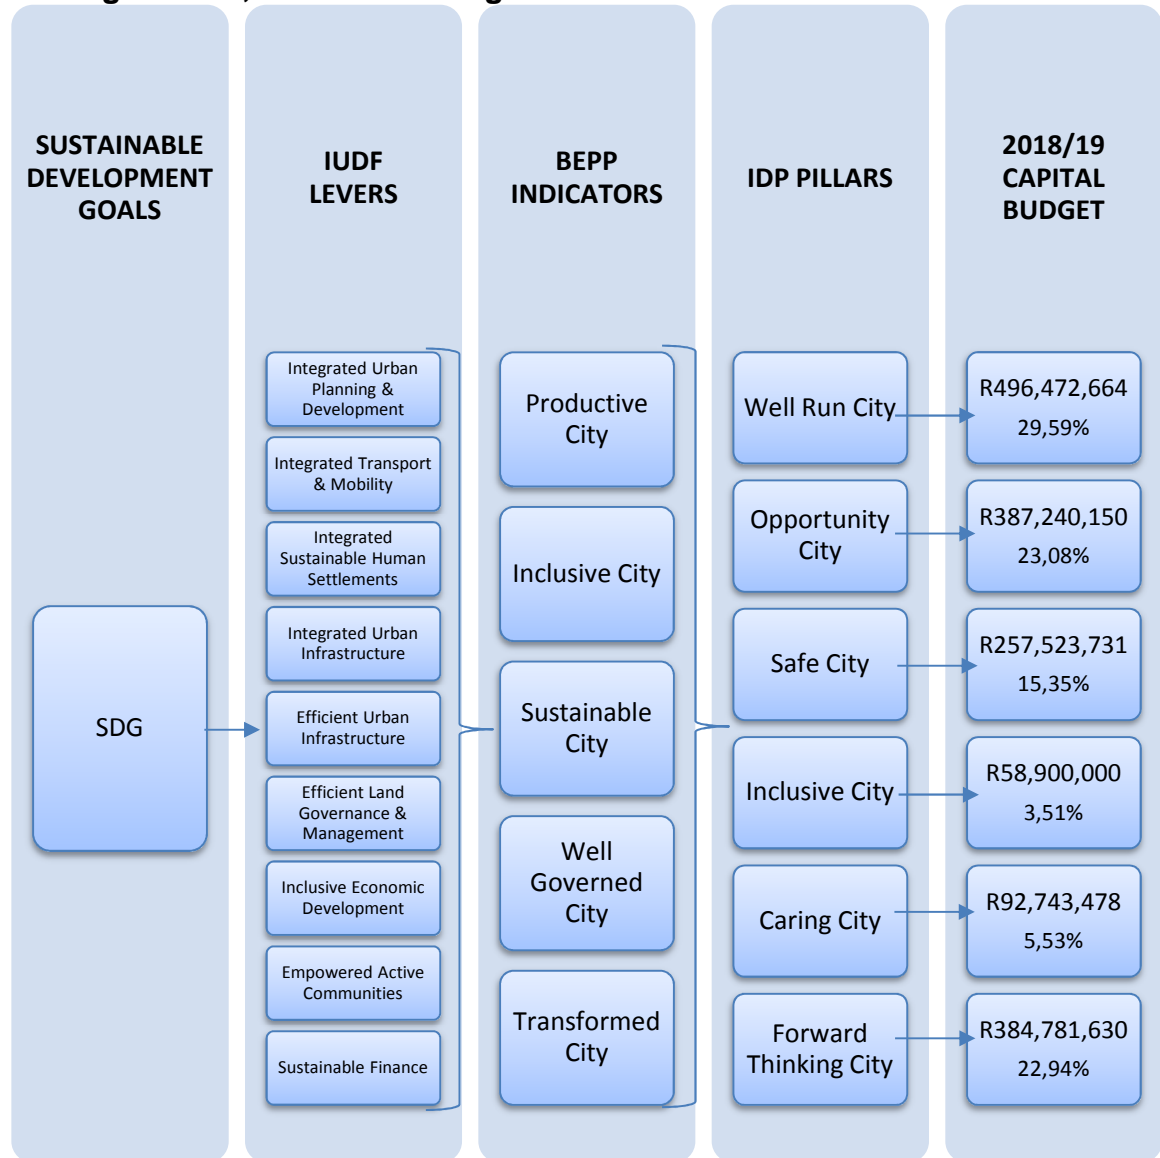 SUSTAINABLE
DEVELOPMENT
GOALS
IUDF
LEVERS
BEPP
INDICATORS
IDP PILLARS
2018/19
CAPITAL
BUDGET
SDG
Integrated Urban
Planning &
Development
Integrated Transport
& Mobility
Integrated
Sustainable Human
Settlements
Integrated Urban
Infrastructure
Efficient Urban
Infrastructure
Efficient Land
Governance &
Management
Inclusive Economic
Development
Empowered Active
Communities
Sustainable Finance
Productive
City
Inclusive City
Sustainable
City
Well
Governed
City
Transformed
City
Well Run City
Opportunity
City
Safe City
Inclusive City
Caring City
Forward
Thinking City
R496,472,664
29,59%
R387,240,150
23,08%
R257,523,731
15,35%
R58,900,000
3,51%
R92,743,478
5,53%
R384,781,630
22,94%